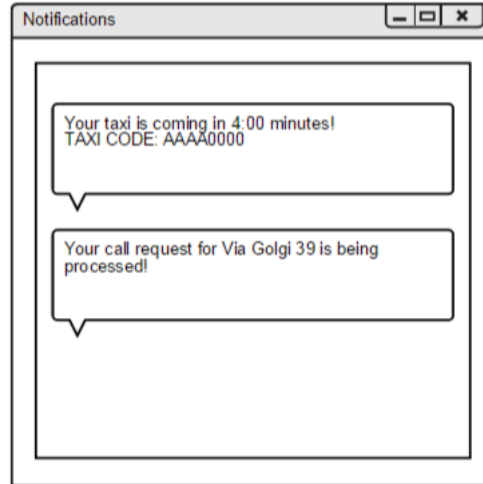 Notifications
Your taxi is coming in 4:00 minutes!
TAXI CODE: AAAA0000
Your call request for Via Golgi 39 is being
processed!